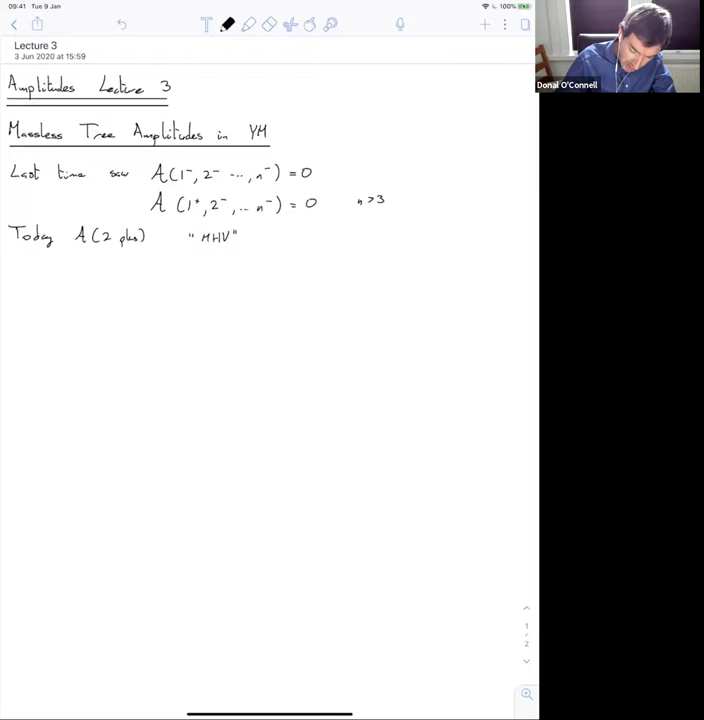 09:41 Tue 9 Jan
100%
Lecture 3
3 Jun 2020 at 15:59
Donal O'Connell
Amplitudes Lecture 3
Massless Tree Amplitudes in YM
Last time saw A(1⁻, 2⁻ ..., n⁻) = 0
A (1⁺, 2⁻, ... n⁻) = 0 n > 3
Today A(2 plus) "MHV"
1
2